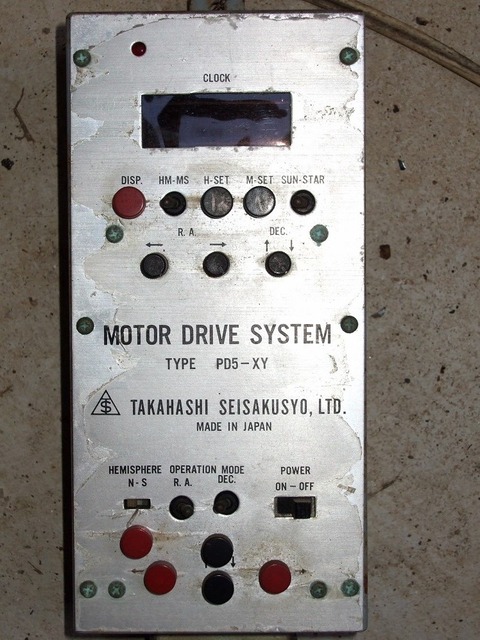 CLOCK
DISP. HM-MS H-SET M-SET SUN-STAR
R.A. DEC.
MOTOR DRIVE SYSTEM
TYPE PD5-XY
TS TAKAHASHI SEISAKUSYO, LTD.
MADE IN JAPAN
HEMISPHERE OPERATION MODE POWER
N-S R.A. DEC. ON-OFF